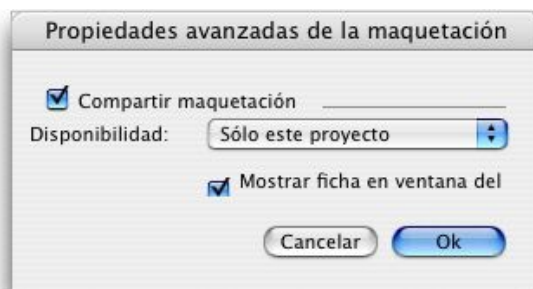 Propiedades avanzadas de la maquetación
Compartir maquetación
Disponibilidad: Sólo este proyecto
Mostrar ficha en ventana del
Cancelar Ok